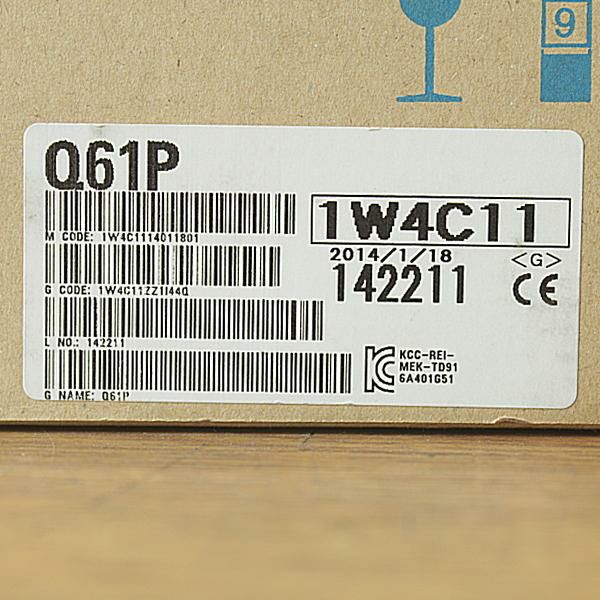 9
Q61P
1W4C11
M CODE: 1W4C1114011801
2014/1/18
<G>
142211
CE
G CODE: 1W4C11ZZ1I44Q
L NO.: 142211
KCC-REI-
MEK-TD91
6A401G51
G NAME: Q61P